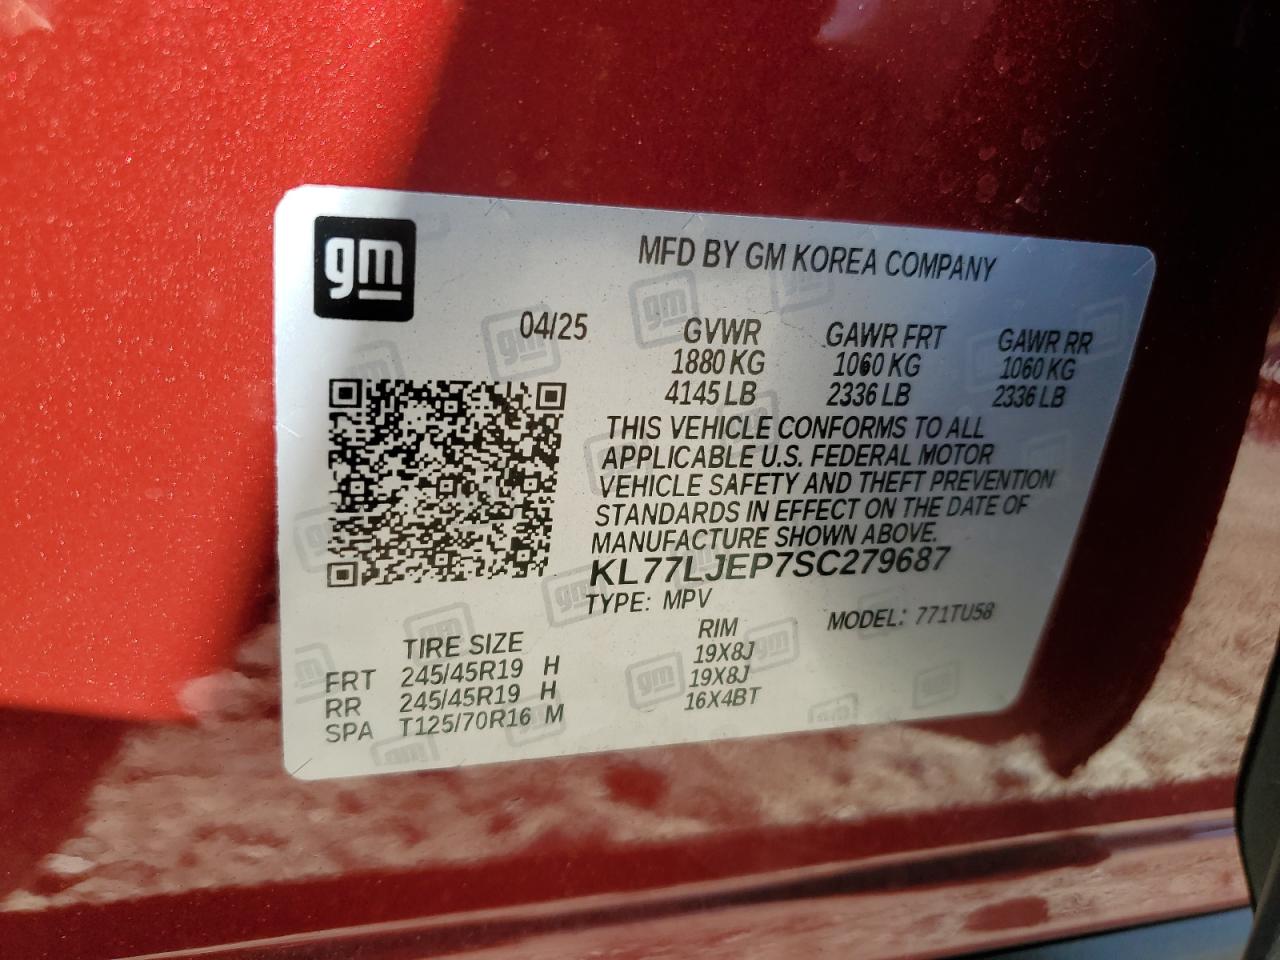 gm
MFD BY GM KOREA COMPANY
04/25 GVWR GAWR FRT GAWR RR
1880 KG 1060 KG 1060 KG
4145 LB 2336 LB 2336 LB
THIS VEHICLE CONFORMS TO ALL
APPLICABLE U.S. FEDERAL MOTOR
VEHICLE SAFETY AND THEFT PREVENTION
STANDARDS IN EFFECT ON THE DATE OF
MANUFACTURE SHOWN ABOVE.
KL77LJEP7SC279687
TYPE: MPV MODEL: 771TU58
TIRE SIZE RIM
FRT 245/45R19 H 19X8J
RR 245/45R19 H 19X8J
SPA T125/70R16 M 16X4BT